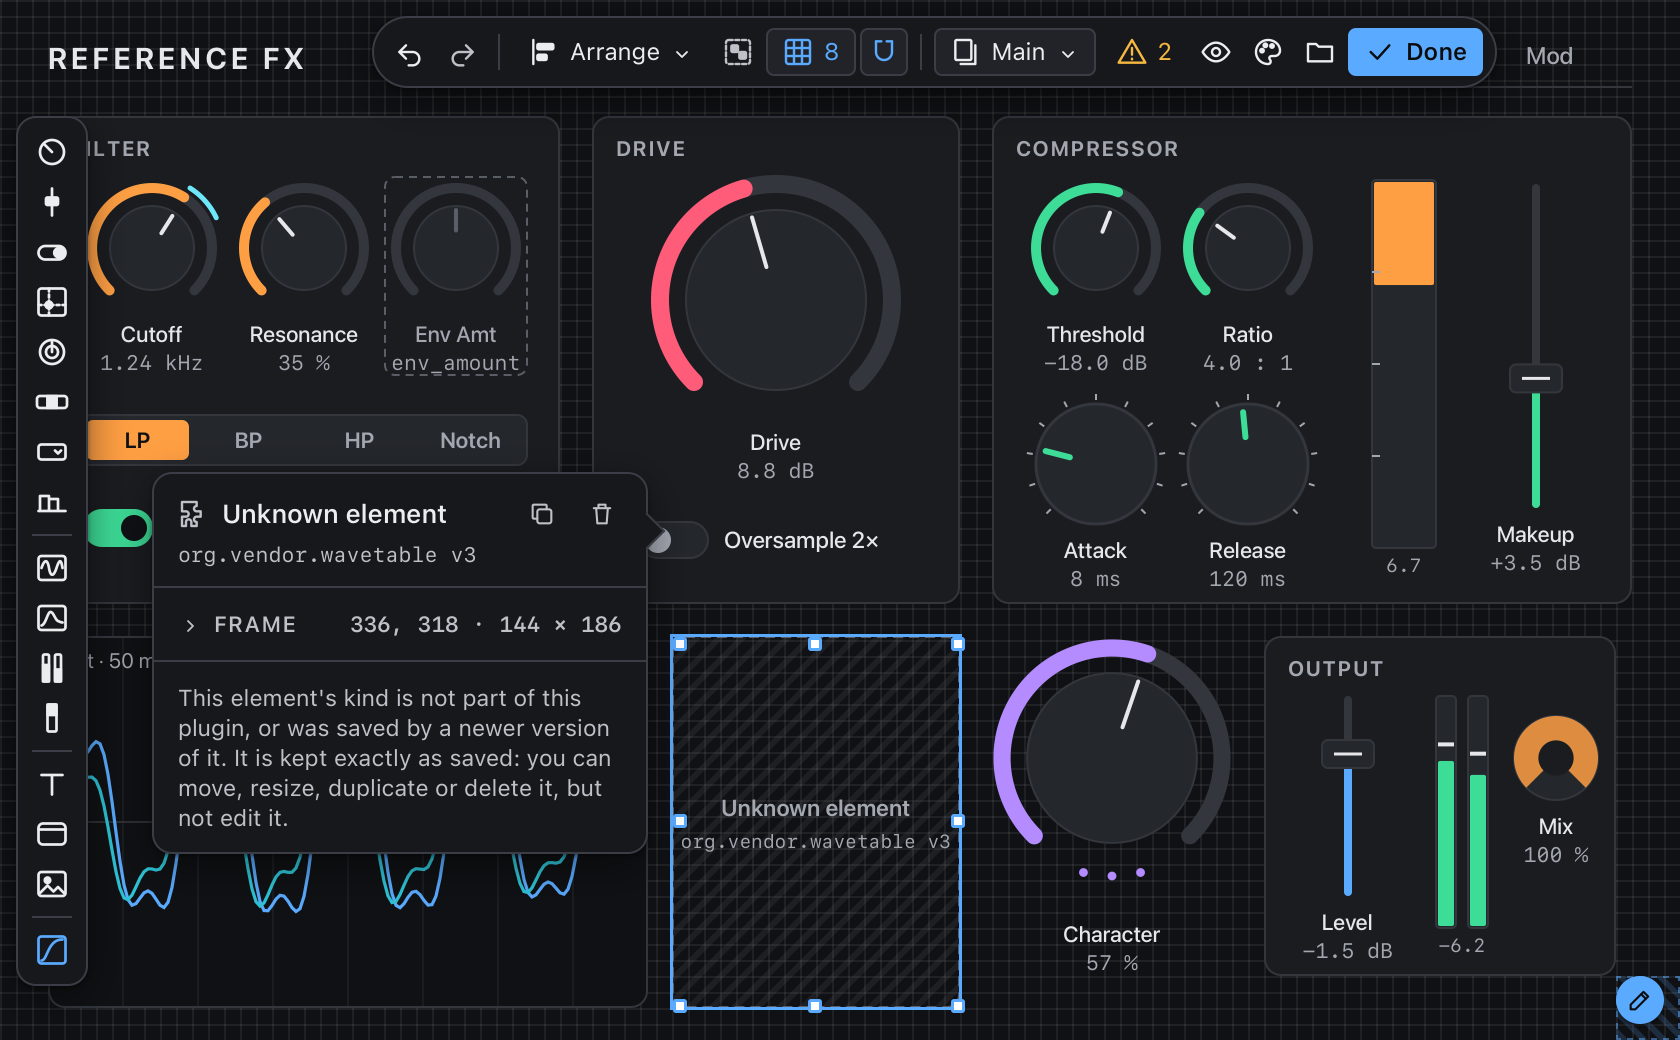 REFERENCE FX
Arrange
8
Main
2
Done
Mod
ILTER
Cutoff
1.24 kHz
Resonance
35 %
Env Amt
env_amount
LP
BP
HP
Notch
DRIVE
Drive
8.8 dB
Oversample 2×
COMPRESSOR
Threshold
−18.0 dB
Ratio
4.0 : 1
Attack
8 ms
Release
120 ms
6.7
Makeup
+3.5 dB
Unknown element
org.vendor.wavetable v3
FRAME
336, 318 · 144 × 186
This element's kind is not part of this
plugin, or was saved by a newer version
of it. It is kept exactly as saved: you can
move, resize, duplicate or delete it, but
not edit it.
t · 50 m
Unknown element
org.vendor.wavetable v3
Character
57 %
OUTPUT
Level
−1.5 dB
−6.2
Mix
100 %